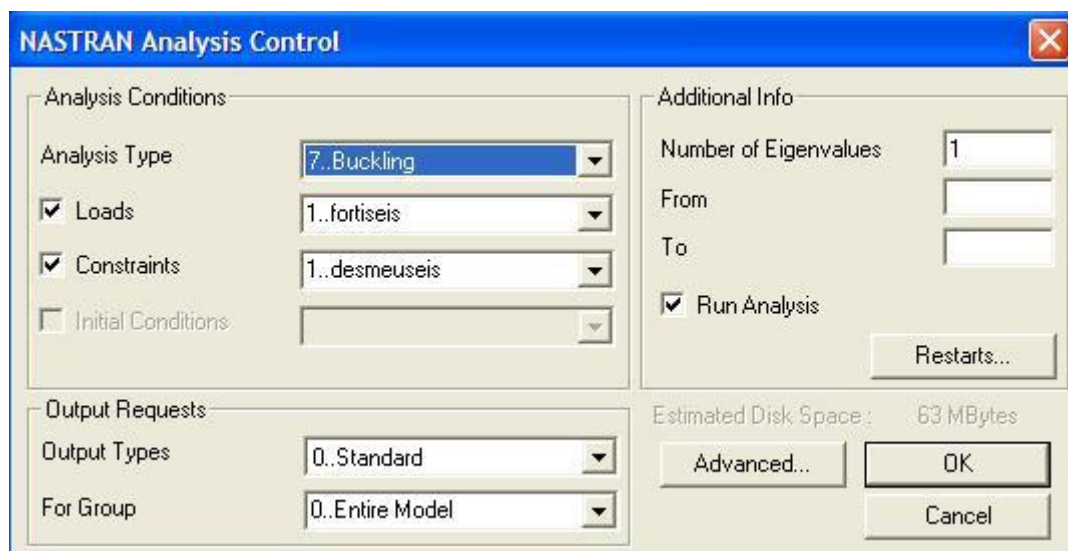 NASTRAN Analysis Control
Analysis Conditions
Analysis Type
7..Buckling
Loads
1..fortiseis
Constraints
1..desmeuseis
Initial Conditions
Additional Info
Number of Eigenvalues
1
From
To
Run Analysis
Restarts...
Output Requests
Output Types
0..Standard
For Group
0..Entire Model
Estimated Disk Space : 63 MBytes
Advanced...
OK
Cancel